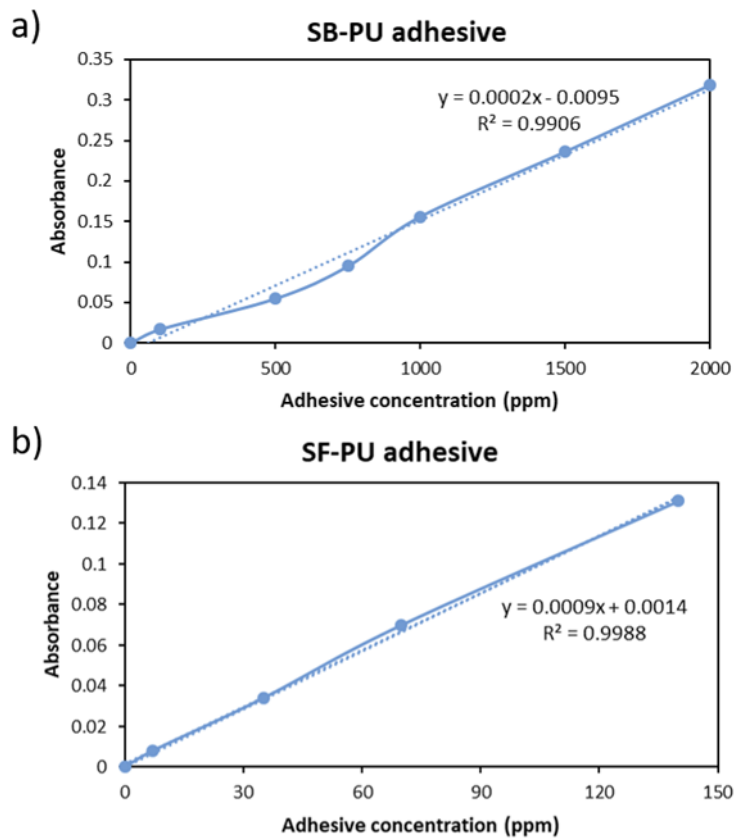 a)
SB-PU adhesive
0.35
0.3
0.25
0.2
0.15
0.1
0.05
0
y = 0.0002x - 0.0095
R² = 0.9906
Absorbance
0 500 1000 1500 2000
Adhesive concentration (ppm)
b)
SF-PU adhesive
0.14
0.12
0.1
0.08
0.06
0.04
0.02
0
y = 0.0009x + 0.0014
R² = 0.9988
Absorbance
0 30 60 90 120 150
Adhesive concentration (ppm)